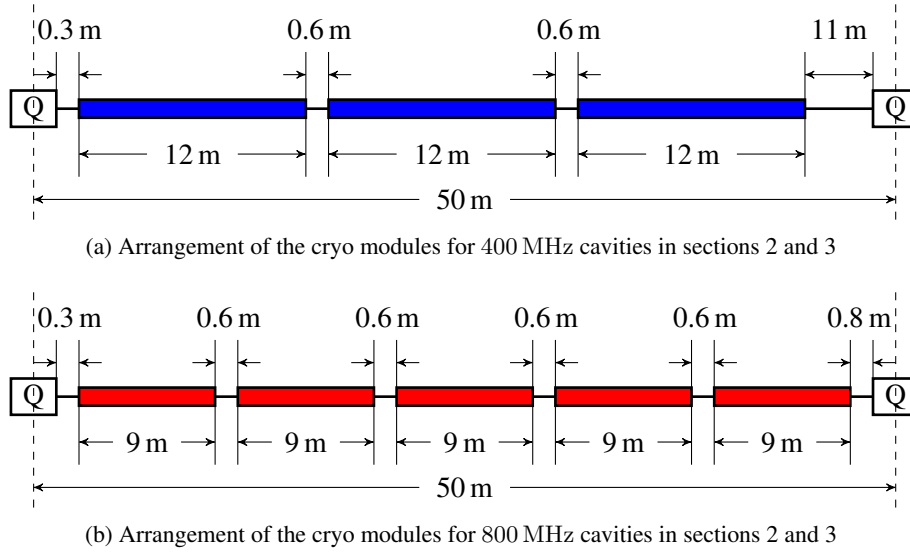 0.3 m 0.6 m 0.6 m 11 m
Q Q
12 m 12 m 12 m
50 m
(a) Arrangement of the cryo modules for 400 MHz cavities in sections 2 and 3
0.3 m 0.6 m 0.6 m 0.6 m 0.6 m 0.8 m
Q Q
9 m 9 m 9 m 9 m 9 m
50 m
(b) Arrangement of the cryo modules for 800 MHz cavities in sections 2 and 3